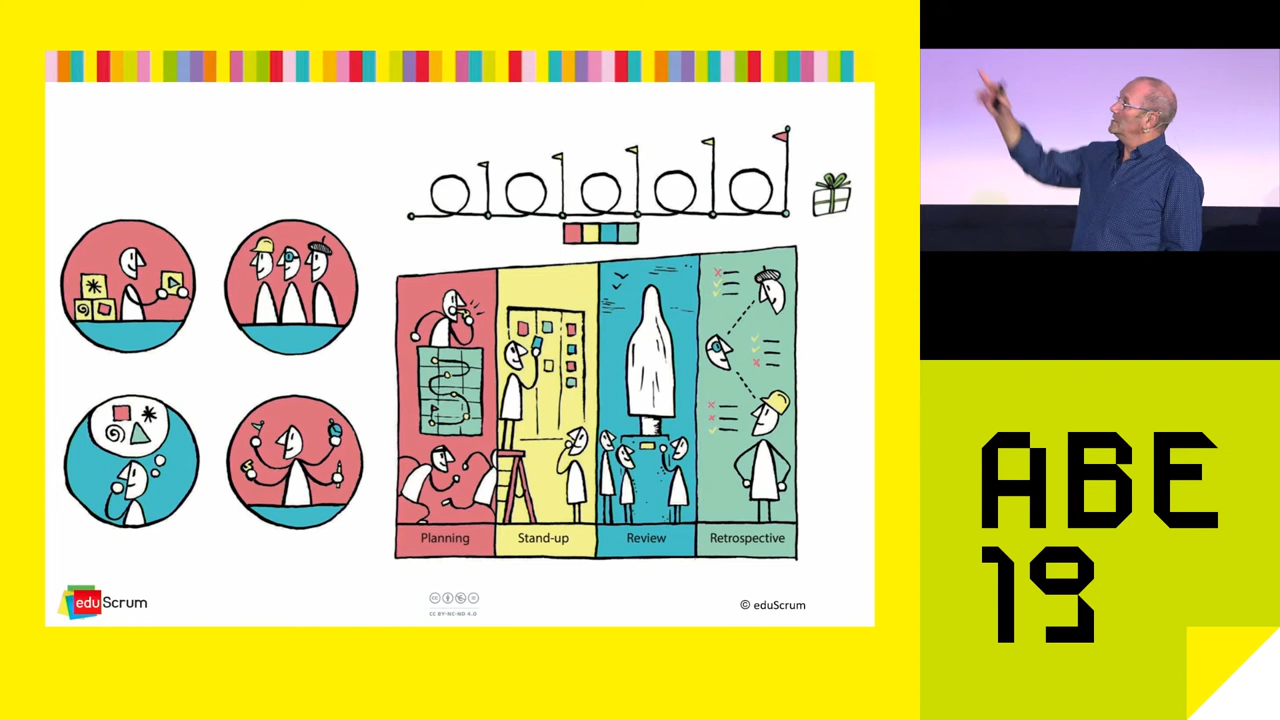 Planning
Stand-up
Review
Retrospective
eduScrum
CC BY-NC-ND 4.0
© eduScrum
ABE
19